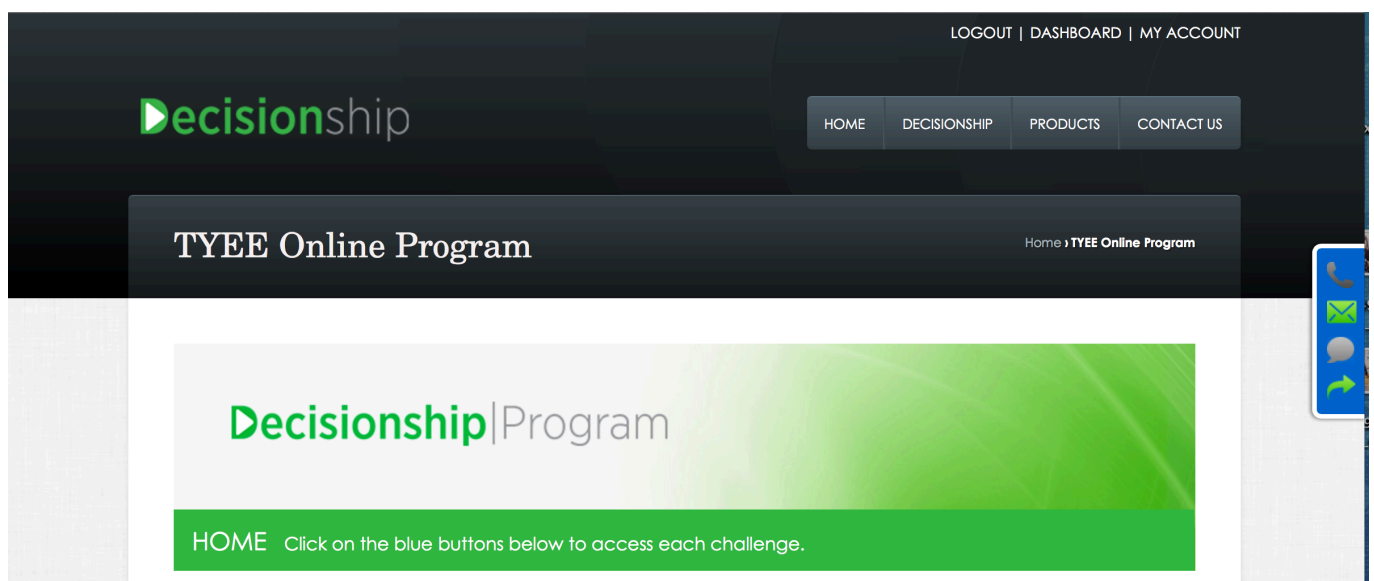 LOGOUT | DASHBOARD | MY ACCOUNT
Decisionship
HOME DECISIONSHIP PRODUCTS CONTACT US
TYEE Online Program
Home › TYEE Online Program
Decisionship|Program
HOME Click on the blue buttons below to access each challenge.